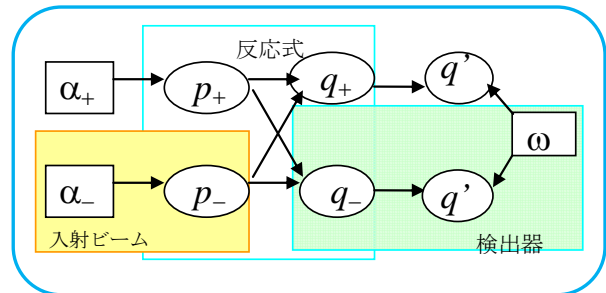 反応式
α₊ p₊ q₊ q’
ω
α₋ p₋ q₋ q’
入射ビーム 検出器